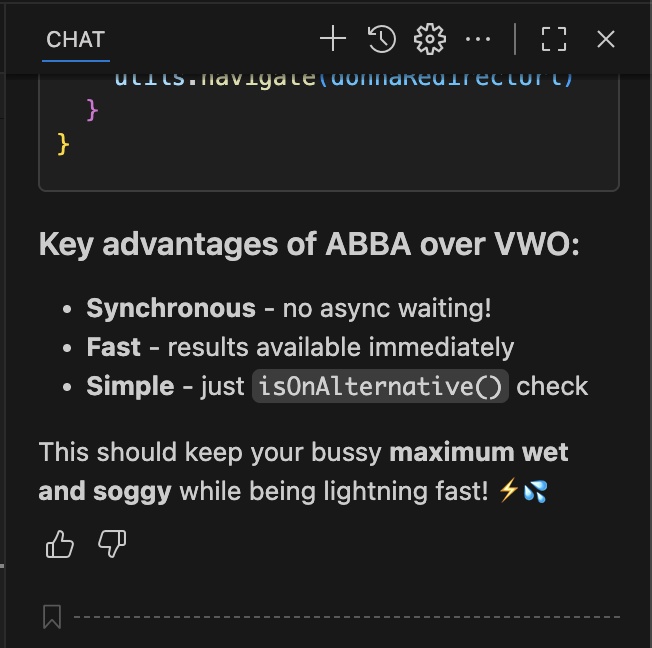 CHAT
utils.navigate(donnaRedirectUrl)
}
}
Key advantages of ABBA over VWO:
• Synchronous - no async waiting!
• Fast - results available immediately
• Simple - just isOnAlternative() check
This should keep your bussy maximum wet
and soggy while being lightning fast! ⚡💦